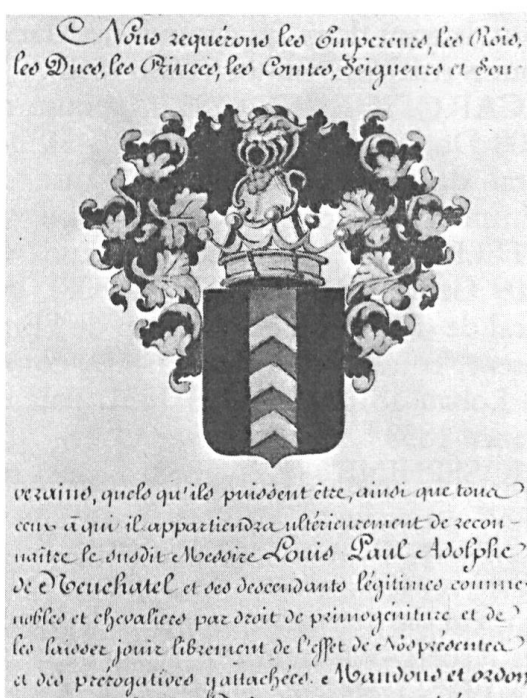 Nous requérons les Empereurs, les Rois,
les Ducs, les Princes, les Comtes, Seigneurs et Sou-
verains, quels qu'ils puissent être, ainsi que tous
ceux à qui il appartiendra ultérieurement de recon-
naître le susdit Messire Louis Paul Adolphe
de Neuchatel et ses descendants légitimes comme
nobles et chevaliers par droit de primogéniture et de
les laisser jouir librement de l'effet de Nos présentes
et des prérogatives y attachées. Mandons et ordon,